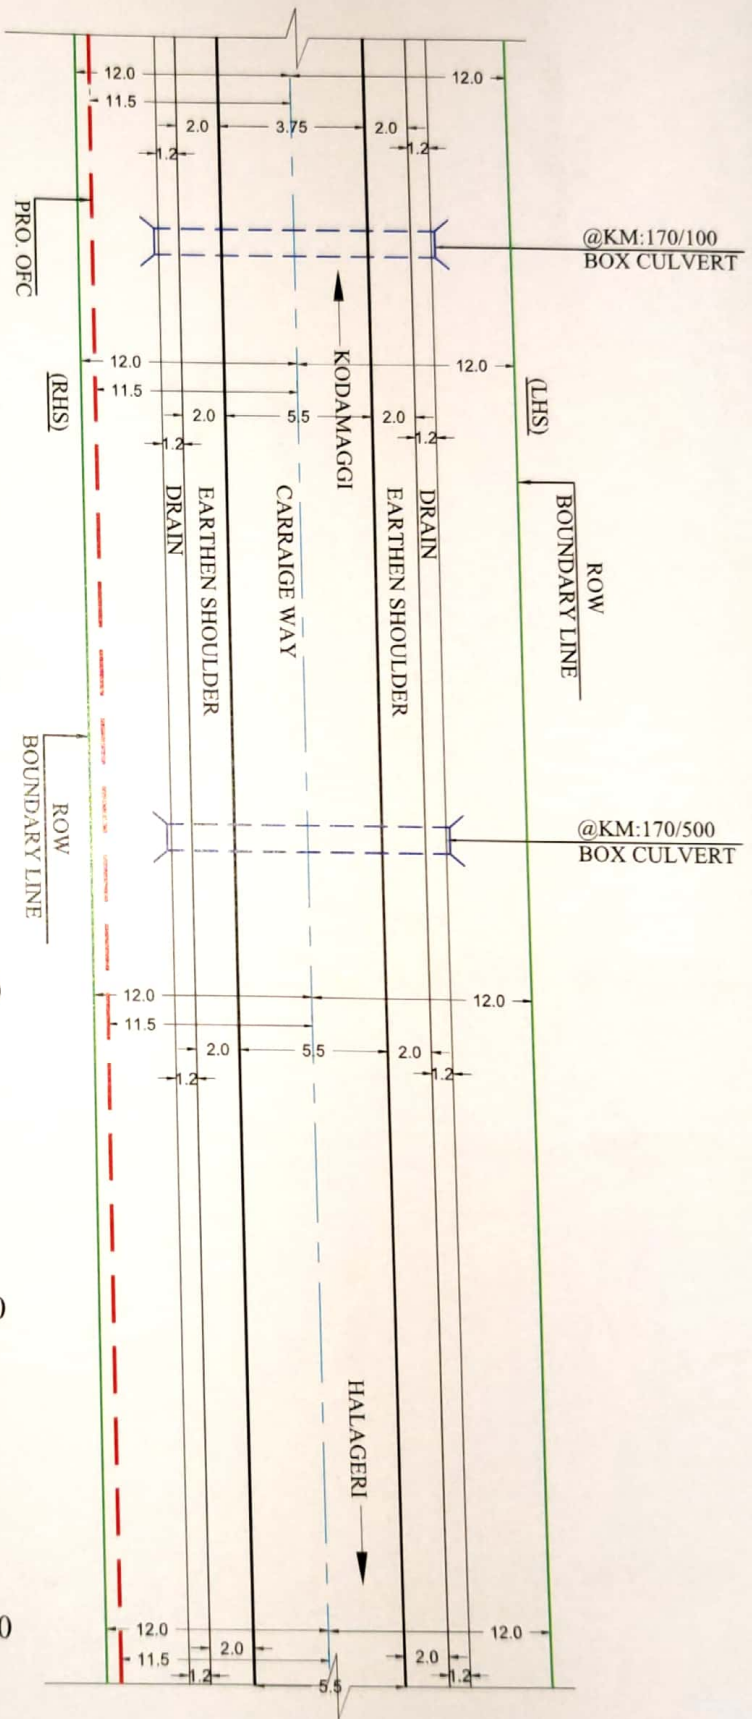 12.0
12.0
11.5
2.0
3.75
2.0
1.2
1.2
PRO. OFC
@KM:170/100
BOX CULVERT
12.0
12.0
11.5
2.0
5.5
2.0
1.2
1.2
(RHS)
KODAMAGGI
(LHS)
DRAIN
EARTHEN SHOULDER
CARRAIGE WAY
EARTHEN SHOULDER
DRAIN
ROW
BOUNDARY LINE
ROW
BOUNDARY LINE
@KM:170/500
BOX CULVERT
12.0
12.0
11.5
2.0
5.5
2.0
1.2
1.2
HALAGERI
12.0
12.0
11.5
2.0
2.0
1.2
1.2
5.5